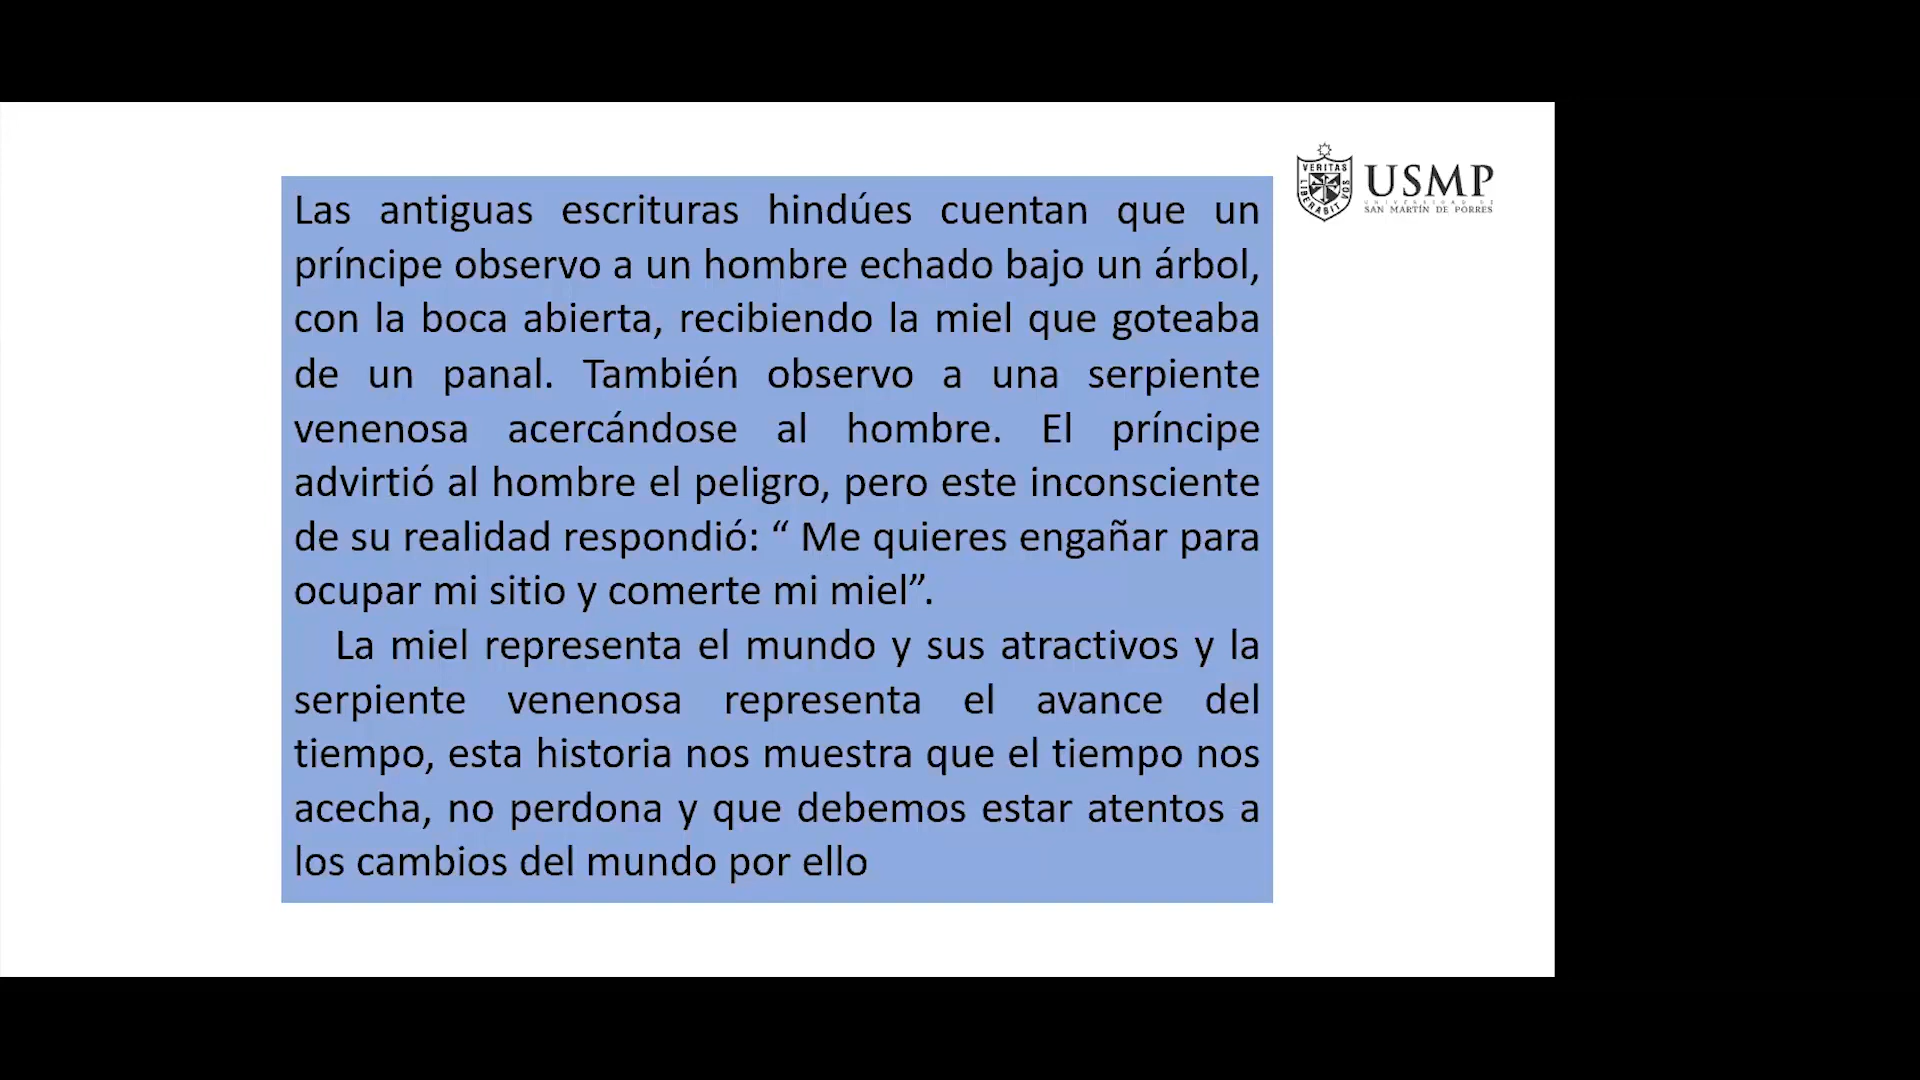 Las antiguas escrituras hindúes cuentan que un
príncipe observo a un hombre echado bajo un árbol,
con la boca abierta, recibiendo la miel que goteaba
de un panal. También observo a una serpiente
venenosa acercándose al hombre. El príncipe
advirtió al hombre el peligro, pero este inconsciente
de su realidad respondió: “ Me quieres engañar para
ocupar mi sitio y comerte mi miel”.
La miel representa el mundo y sus atractivos y la
serpiente venenosa representa el avance del
tiempo, esta historia nos muestra que el tiempo nos
acecha, no perdona y que debemos estar atentos a
los cambios del mundo por ello
VERITAS
LIBERABIT
VOS
USMP
UNIVERSIDAD DE
SAN MARTÍN DE PORRES